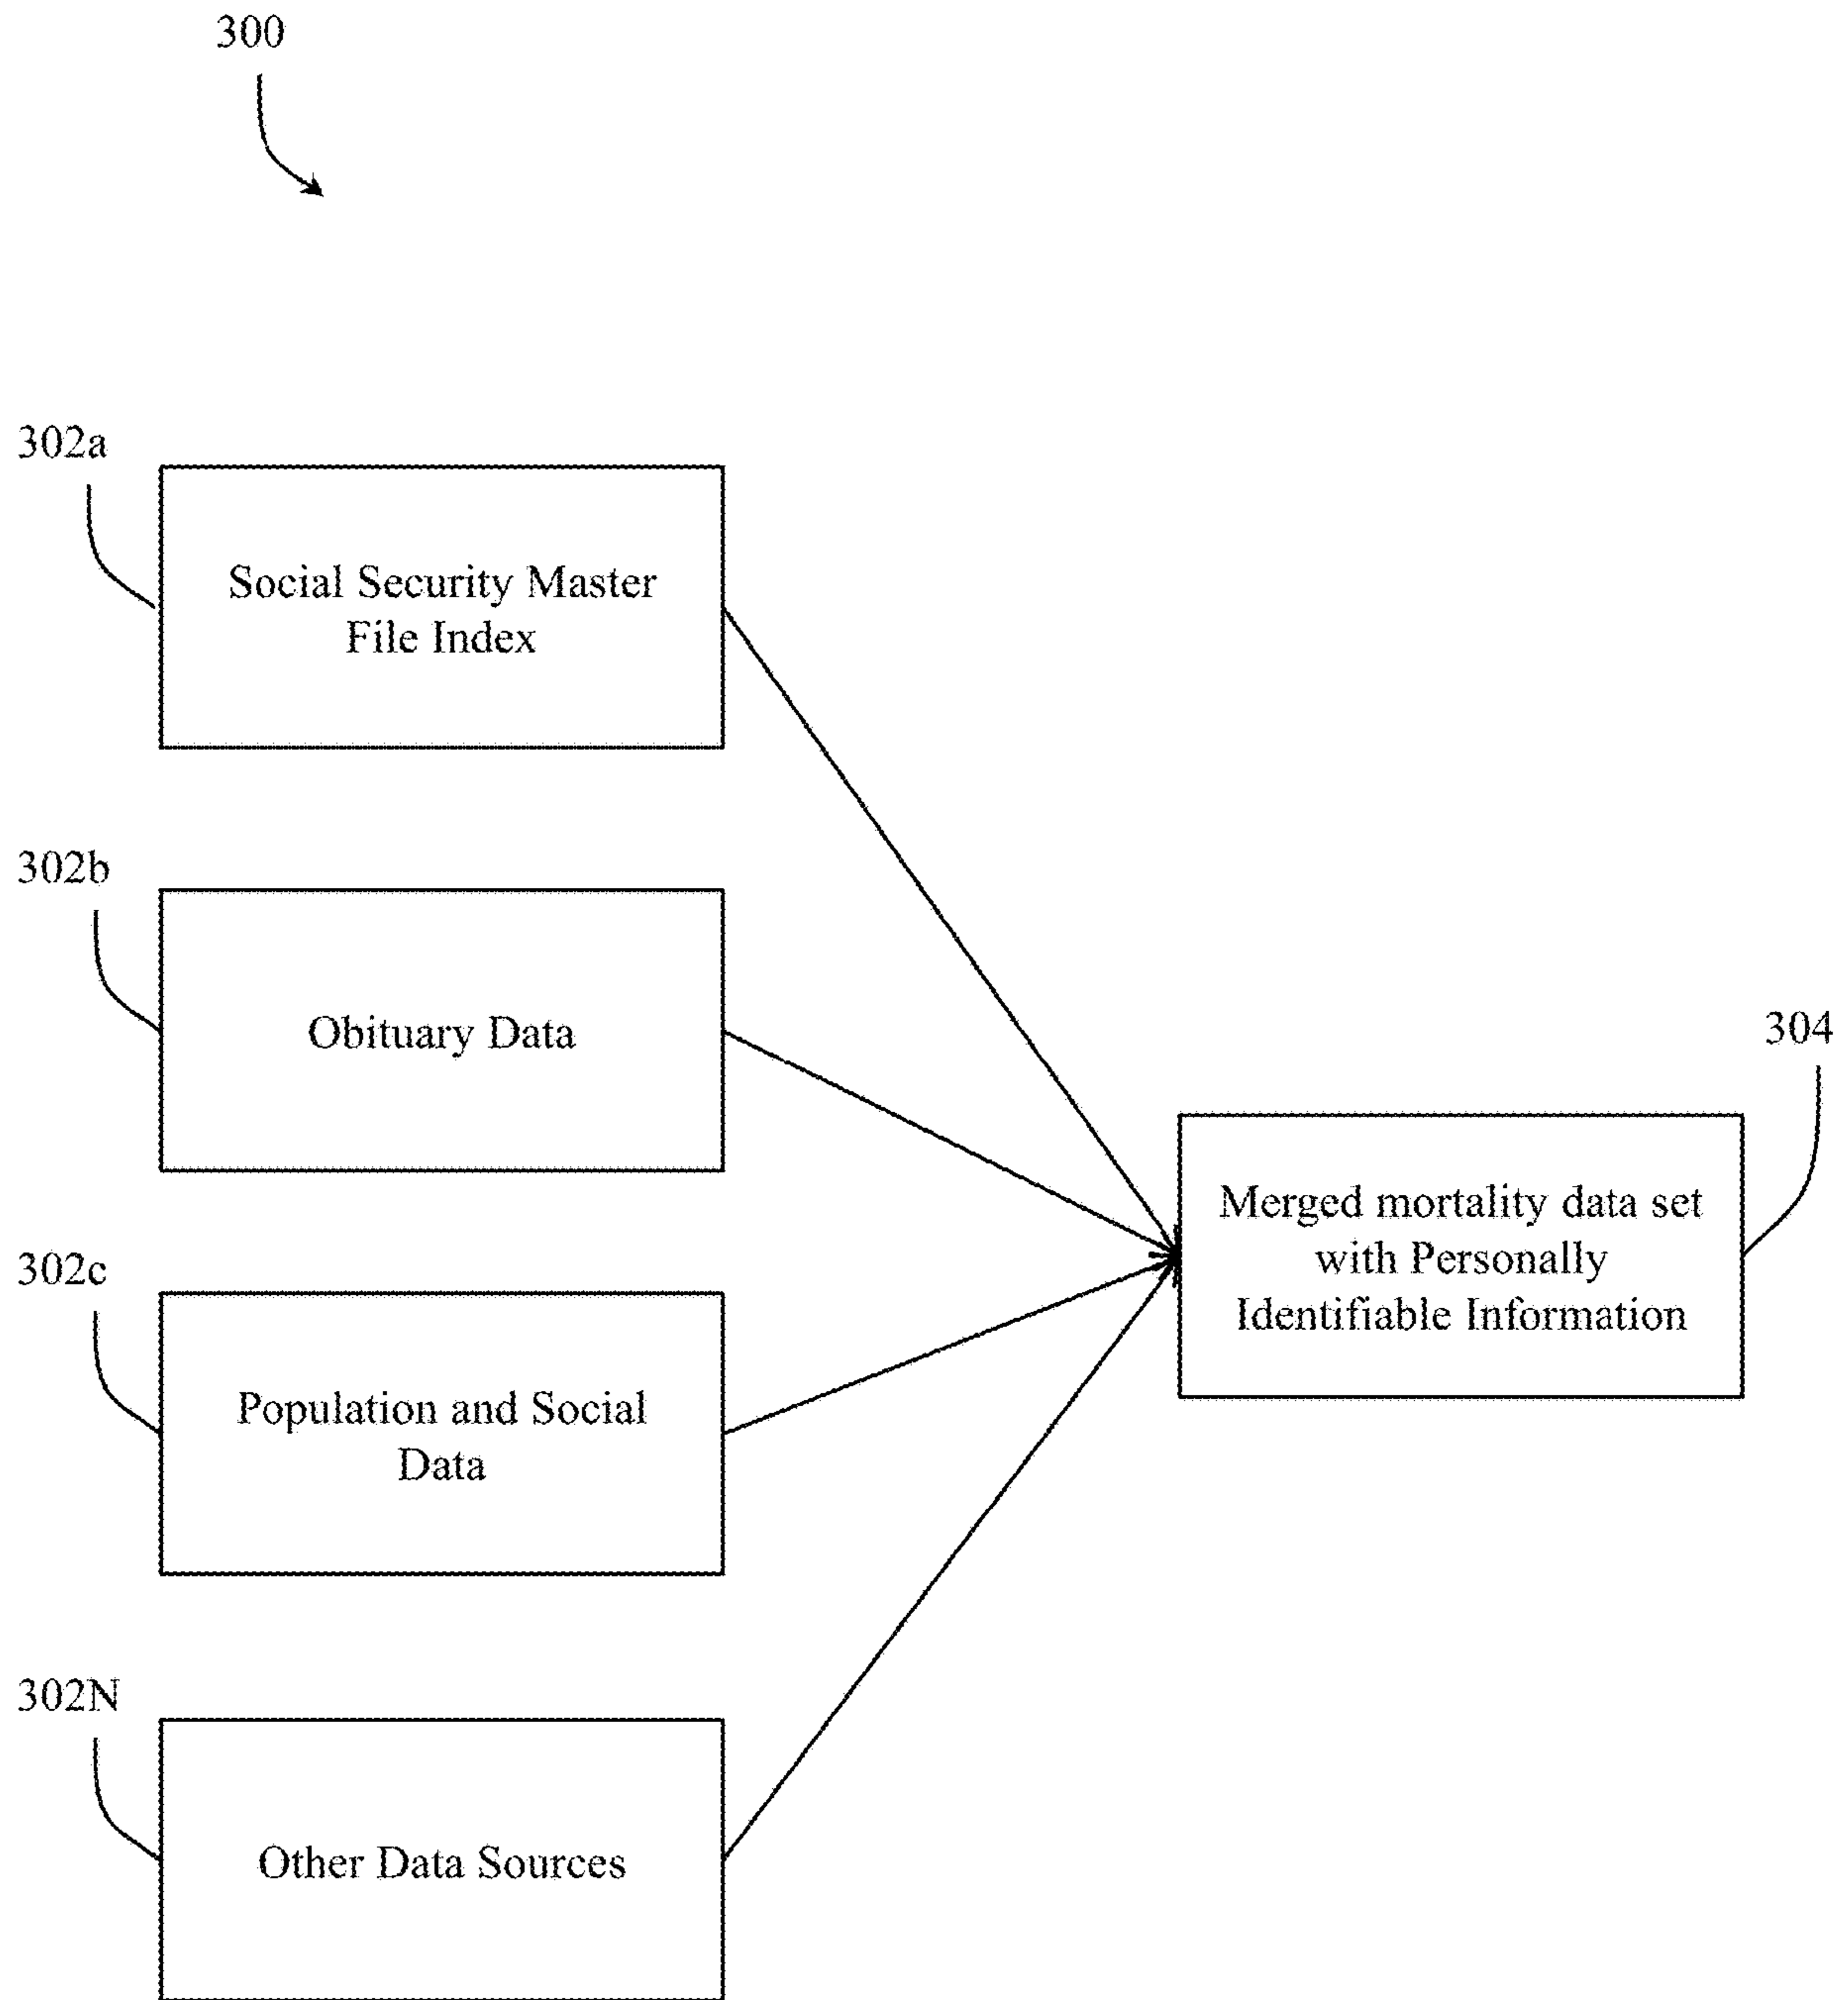 300
302a
Social Security Master
File Index
302b
Obituary Data
304
Merged mortality data set
with Personally
Identifiable Information
302c
Population and Social
Data
302N
Other Data Sources